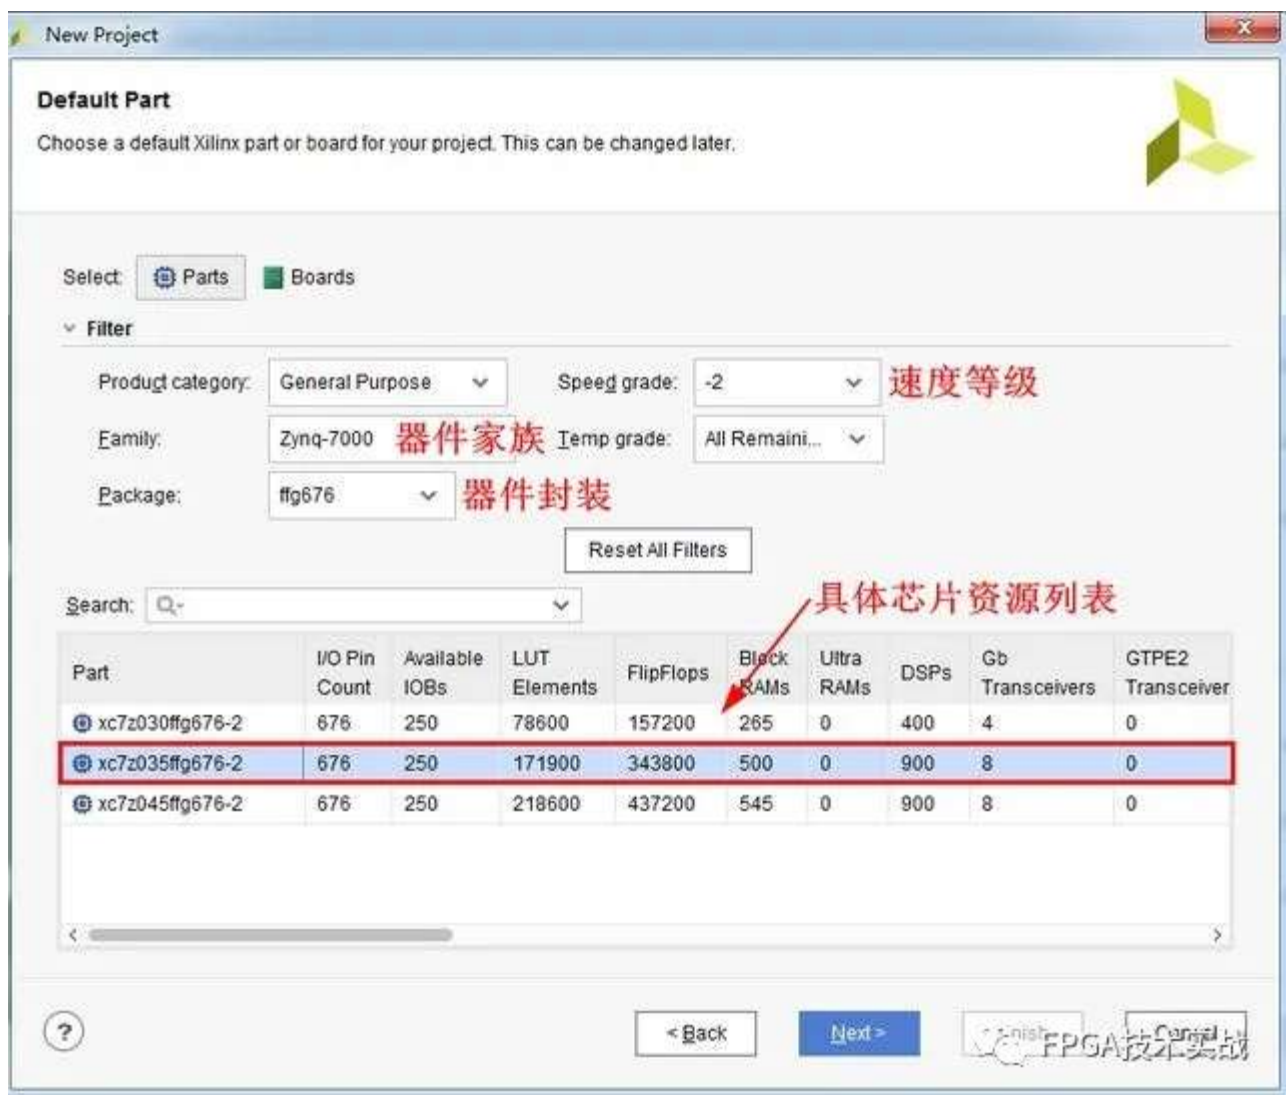 New Project
Default Part
Choose a default Xilinx part or board for your project. This can be changed later.
Select: Parts Boards
Filter
Product category: General Purpose Speed grade: -2 速度等级
Family: Zynq-7000 器件家族 Temp grade: All Remaini...
Package: ffg676 器件封装
Reset All Filters
Search: 具体芯片资源列表
Part I/O Pin Count Available IOBs LUT Elements FlipFlops Block RAMs Ultra RAMs DSPs Gb Transceivers GTPE2 Transceiver
xc7z030ffg676-2 676 250 78600 157200 265 0 400 4 0
xc7z035ffg676-2 676 250 171900 343800 500 0 900 8 0
xc7z045ffg676-2 676 250 218600 437200 545 0 900 8 0
? < Back Next > Cancel
FPGA技术实战